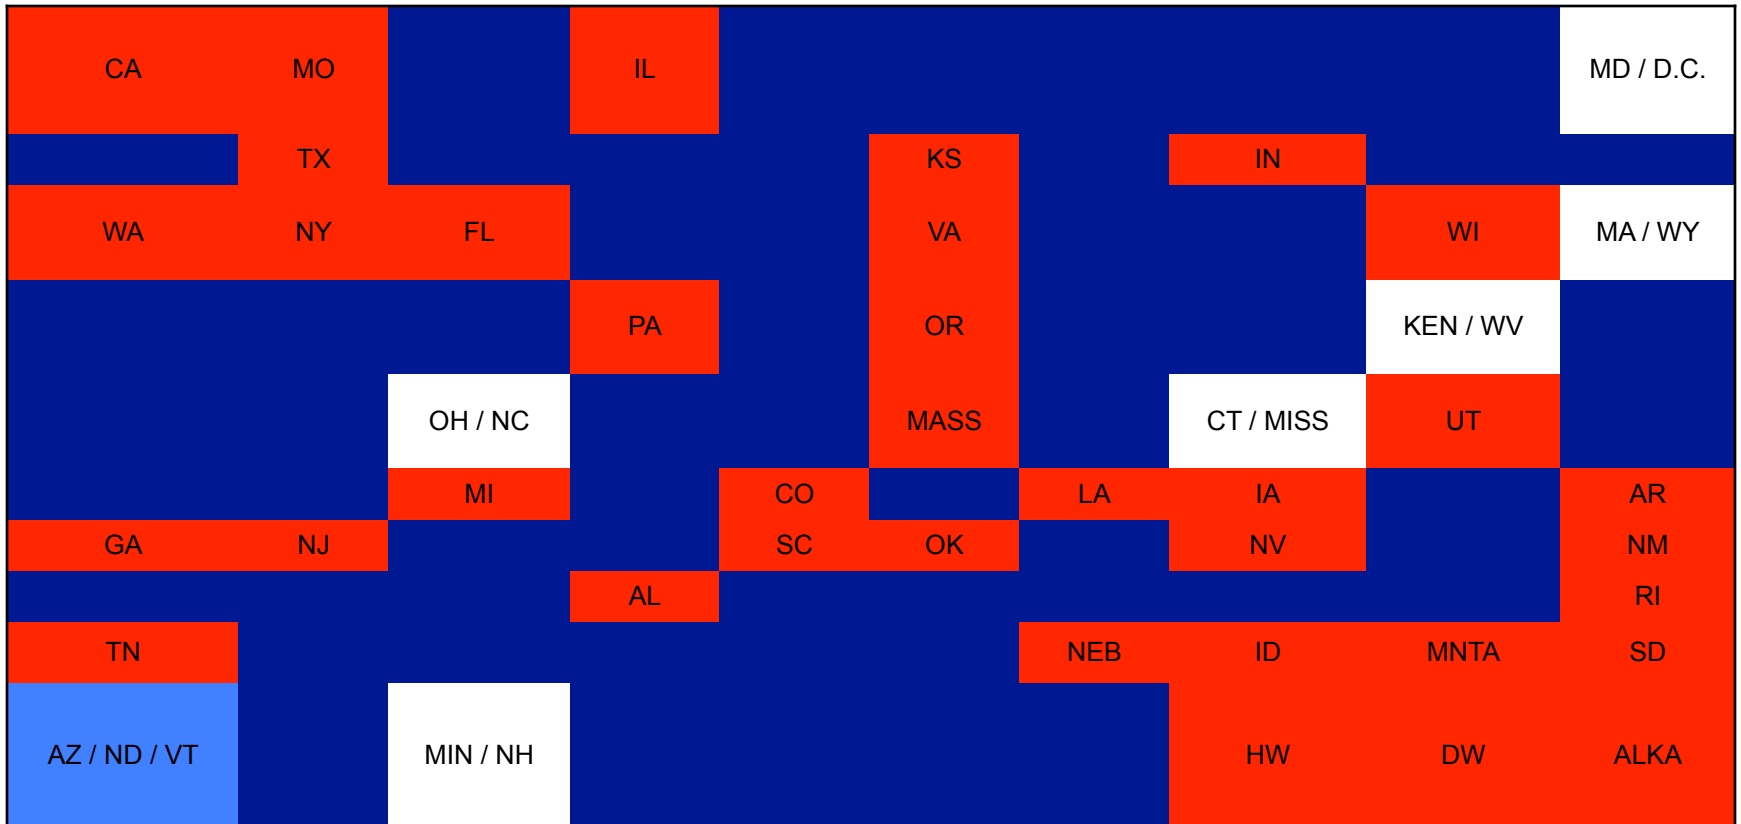 CA MO IL MD / D.C.
TX KS IN
WA NY FL VA WI MA / WY
PA OR KEN / WV
OH / NC MASS CT / MISS UT
MI CO LA IA AR
GA NJ SC OK NV NM
AL RI
TN NEB ID MNTA SD
AZ / ND / VT MIN / NH HW DW ALKA